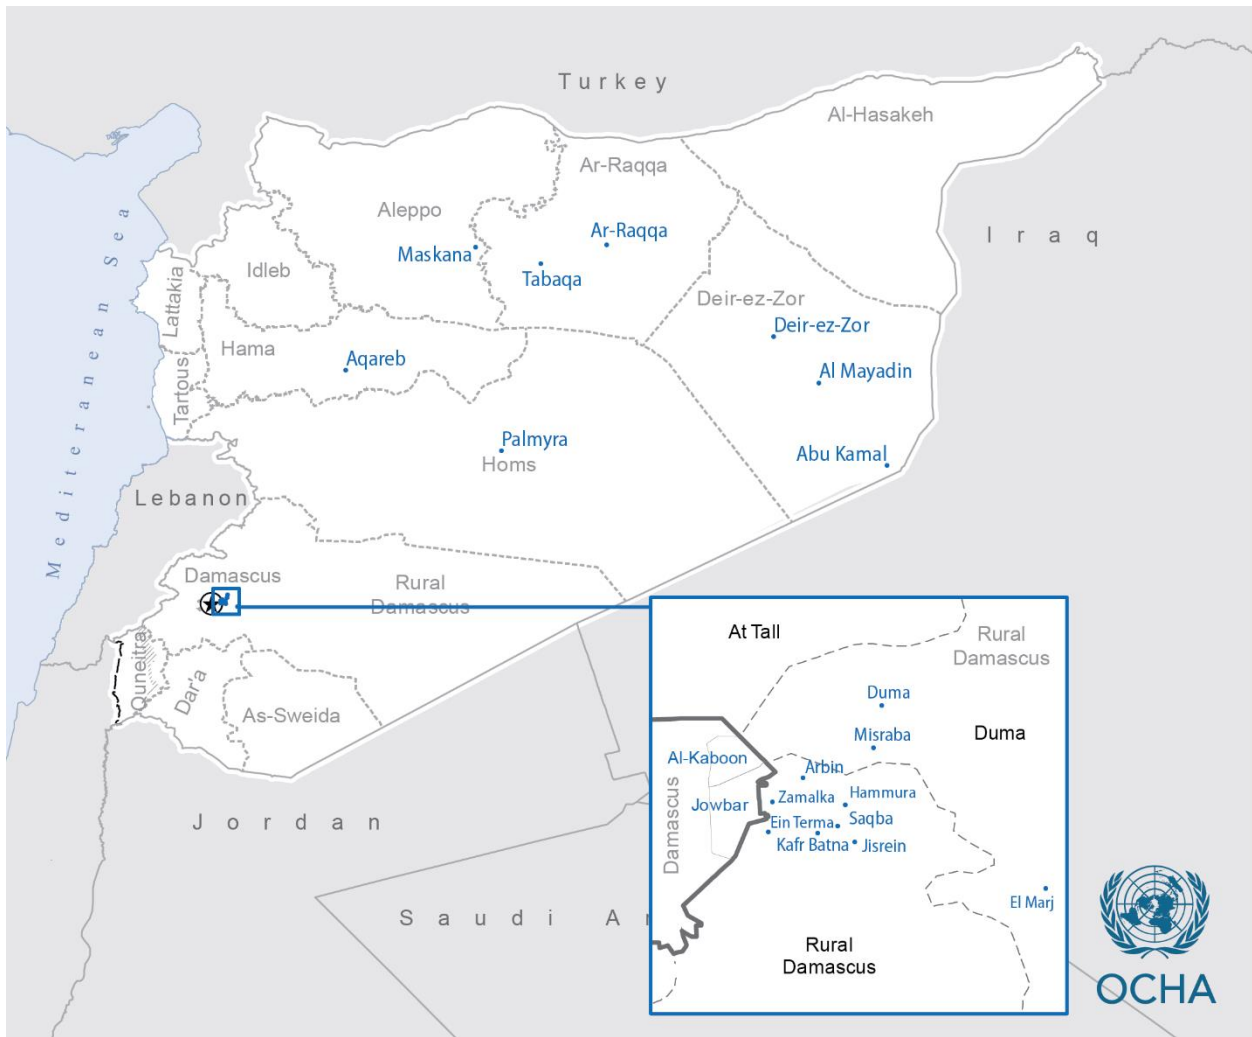 Turkey
Al-Hasakeh
Ar-Raqqa
Aleppo
Ar-Raqqa
Maskana
Iraq
Idleb
Tabaqa
Lattakia
Deir-ez-Zor
Deir-ez-Zor
Hama
Aqareb
Al Mayadin
Tartous
Mediteranean Sea
Palmyra
Homs
Abu Kamal
Lebanon
Damascus
Rural
Damascus
Quneitra
Dar'a
As-Sweida
Jordan
Saudi Ar
At Tall
Rural
Damascus
Duma
Misraba
Duma
Al-Kaboon
Arbin
Jowbar
Zamalka
Hammura
Ein Terma
Saqba
Kafr Batna
Jisrein
Damascus
El Marj
Rural
Damascus
OCHA